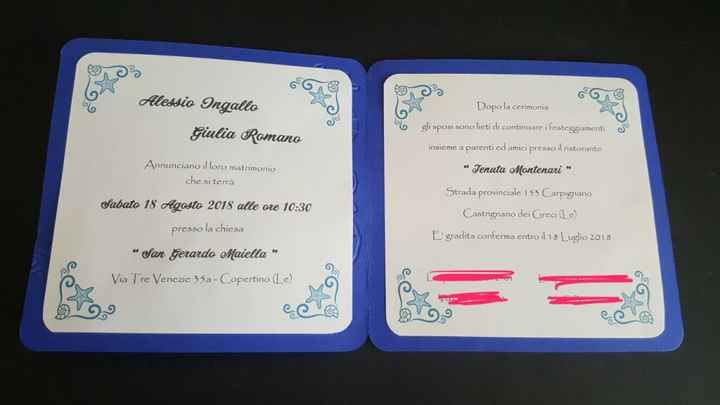 Alessio Ingallo
Giulia Romano
Annunciano il loro matrimonio
che si terrà
Sabato 18 Agosto 2018 alle ore 10:30
presso la chiesa
“ San Gerardo Maiella “
Via Tre Venezie 35a - Copertino (Le)
Dopo la cerimonia
gli sposi sono lieti di continuare i festeggiamenti
insieme a parenti ed amici presso il ristorante
“ Tenuta Montenari “
Strada provinciale 153 Carpignano
Castrignano dei Greci (Le)
E' gradita conferma entro il 18 Luglio 2018